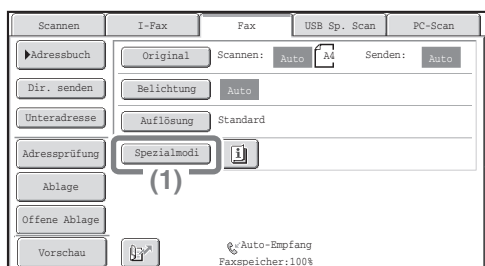 Scannen I-Fax Fax USB Sp. Scan PC-Scan
Adressbuch Original Scannen: Auto A4 Senden: Auto
Dir. senden Belichtung Auto
Unteradresse Auflösung Standard
Adressprüfung Spezialmodi
(1)
Ablage
Offene Ablage
Vorschau Auto-Empfang
Faxspeicher:100%